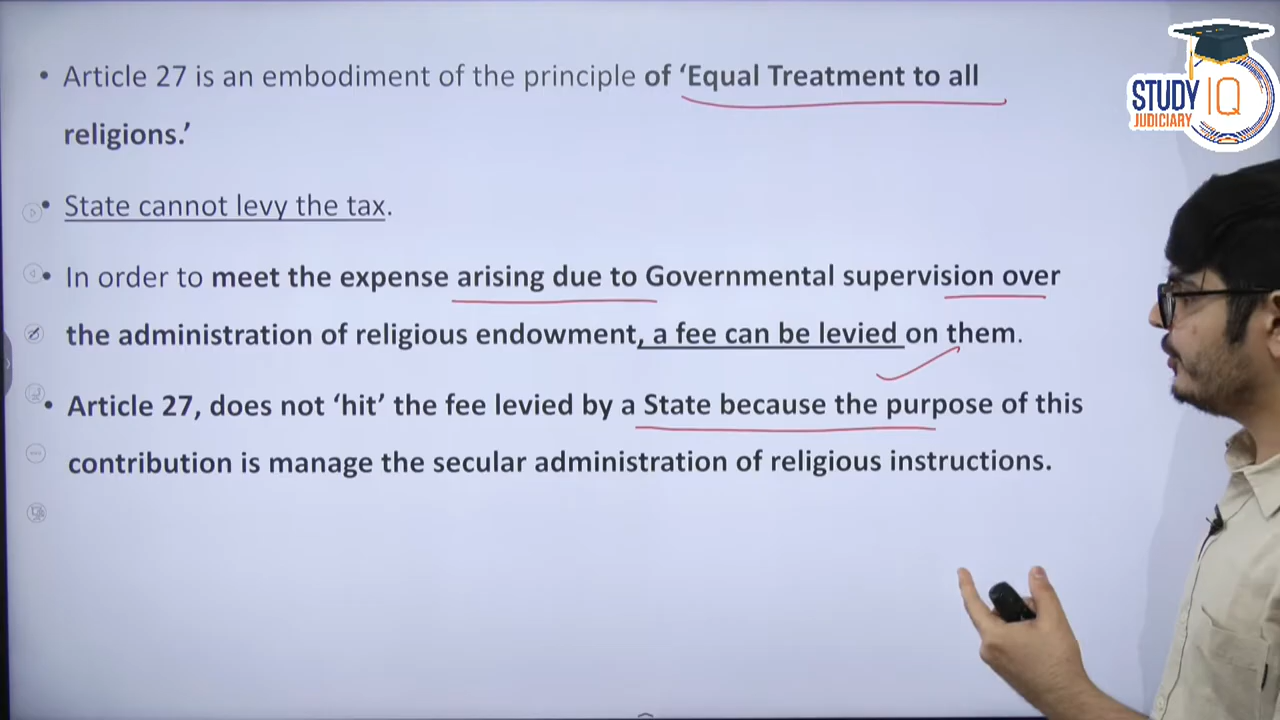 • Article 27 is an embodiment of the principle of ‘Equal Treatment to all
religions.’
• State cannot levy the tax.
• In order to meet the expense arising due to Governmental supervision over
the administration of religious endowment, a fee can be levied on them.
• Article 27, does not ‘hit’ the fee levied by a State because the purpose of this
contribution is manage the secular administration of religious instructions.
STUDY IQ
JUDICIARY